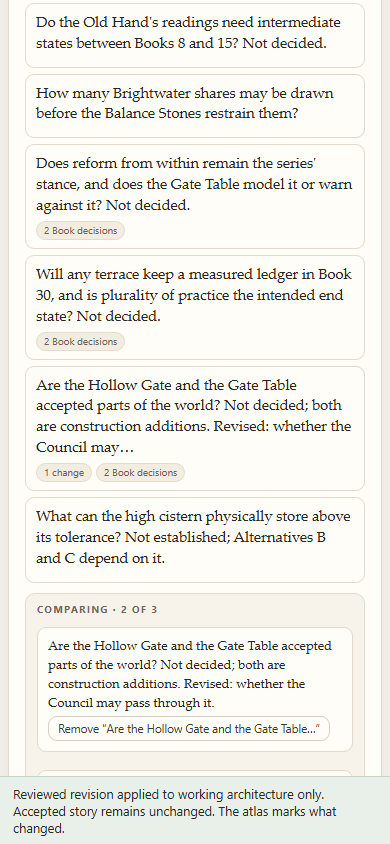 Do the Old Hand's readings need intermediate
states between Books 8 and 15? Not decided.
How many Brightwater shares may be drawn
before the Balance Stones restrain them?
Does reform from within remain the series'
stance, and does the Gate Table model it or warn
against it? Not decided.
2 Book decisions
Will any terrace keep a measured ledger in Book
30, and is plurality of practice the intended end
state? Not decided.
2 Book decisions
Are the Hollow Gate and the Gate Table
accepted parts of the world? Not decided; both
are construction additions. Revised: whether the
Council may…
1 change 2 Book decisions
What can the high cistern physically store above
its tolerance? Not established; Alternatives B
and C depend on it.
COMPARING · 2 OF 3
Are the Hollow Gate and the Gate Table accepted
parts of the world? Not decided; both are
construction additions. Revised: whether the
Council may pass through it.
Remove “Are the Hollow Gate and the Gate Table…”
Reviewed revision applied to working architecture only.
Accepted story remains unchanged. The atlas marks what
changed.